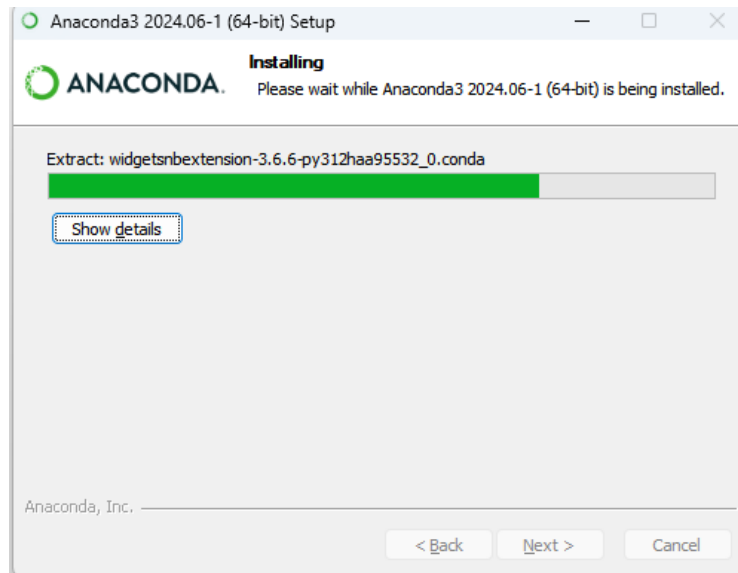 Anaconda3 2024.06-1 (64-bit) Setup
ANACONDA.
Installing
Please wait while Anaconda3 2024.06-1 (64-bit) is being installed.
Extract: widgetsnbextension-3.6.6-py312haa95532_0.conda
Show details
Anaconda, Inc.
< Back
Next >
Cancel